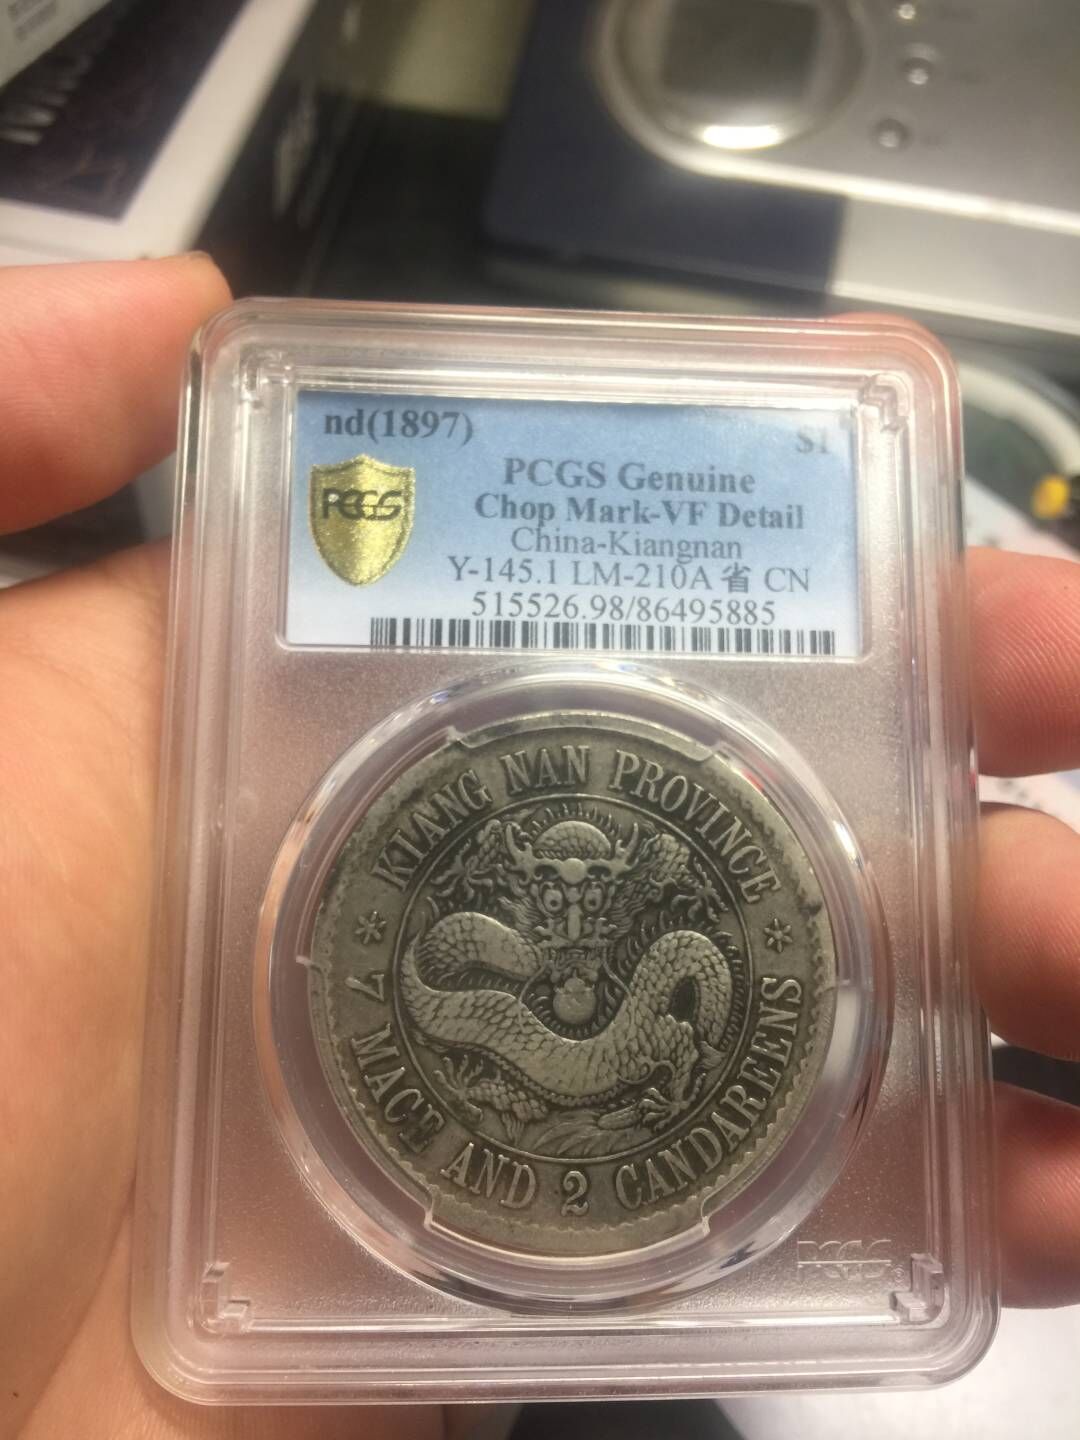 nd(1897)
$1
PCGS
PCGS Genuine
Chop Mark-VF Detail
China-Kiangnan
Y-145.1 LM-210A 省 CN
515526.98/86495885
KIANG NAN PROVINCE
7 MACE AND 2 CANDAREENS
PCGS